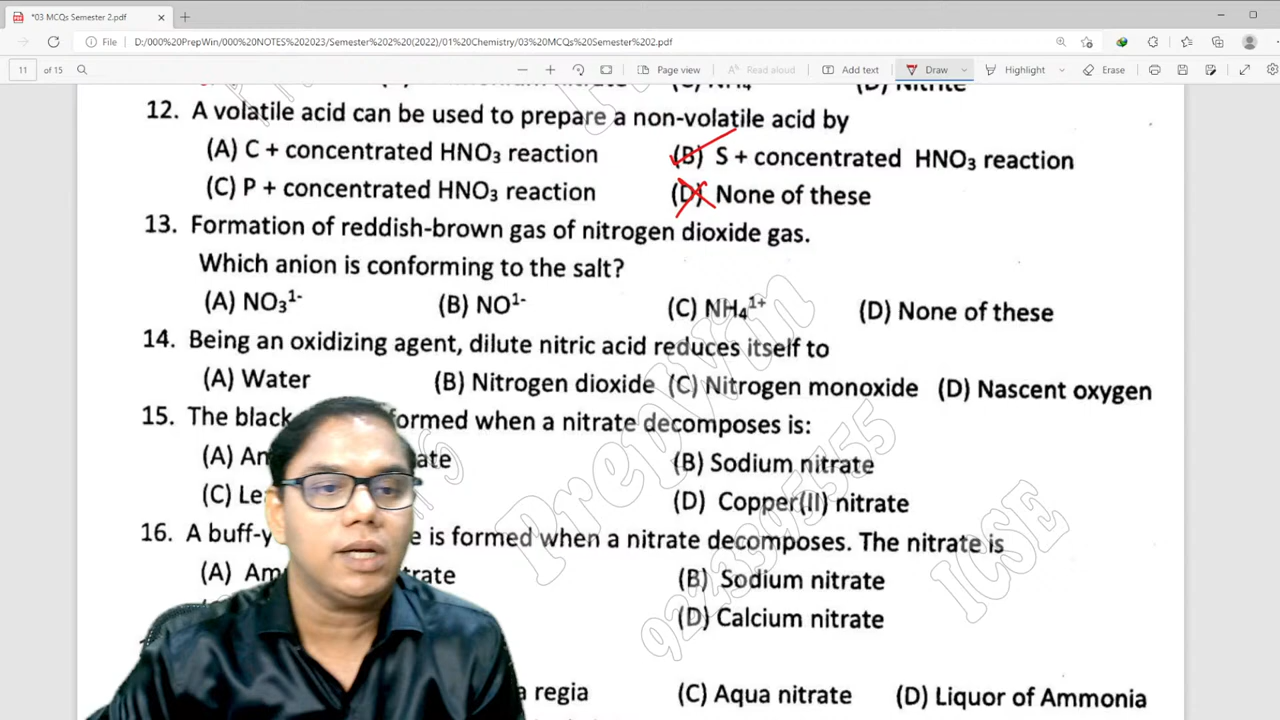 *03 MCQs Semester 2.pdf
File D:/000%20PrepWin/000%20NOTES%202023/Semester%202%20(2022)/01%20Chemistry/03%20MCQs%20Semester%202.pdf
11 of 15 Page view Read aloud Add text Draw Highlight Erase
(D) Nitrite
12. A volatile acid can be used to prepare a non-volatile acid by
(A) C + concentrated HNO₃ reaction (B) S + concentrated HNO₃ reaction
(C) P + concentrated HNO₃ reaction (D) None of these
13. Formation of reddish-brown gas of nitrogen dioxide gas.
Which anion is conforming to the salt?
(A) NO₃¹⁻ (B) NO¹⁻ (C) NH₄¹⁺ (D) None of these
14. Being an oxidizing agent, dilute nitric acid reduces itself to
(A) Water (B) Nitrogen dioxide (C) Nitrogen monoxide (D) Nascent oxygen
15. The black formed when a nitrate decomposes is:
(A) (B) Sodium nitrate
(C) (D) Copper(II) nitrate
16. A is formed when a nitrate decomposes. The nitrate is
(A) (B) Sodium nitrate
(D) Calcium nitrate
regia (C) Aqua nitrate (D) Liquor of Ammonia
PrepWin
9223395555
ICSE